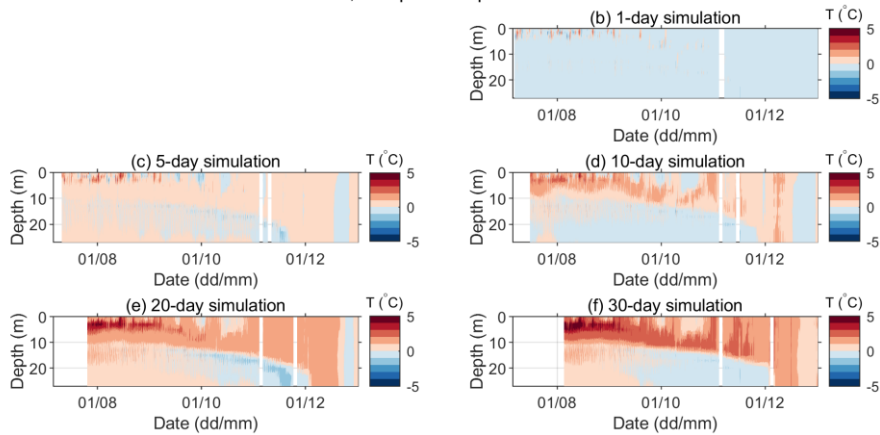 (b) 1-day simulation
T (°C)
Depth (m)
0
10
20
5
0
-5
01/08
01/10
01/12
Date (dd/mm)
(c) 5-day simulation
T (°C)
Depth (m)
0
10
20
5
0
-5
01/08
01/10
01/12
Date (dd/mm)
(d) 10-day simulation
T (°C)
Depth (m)
0
10
20
5
0
-5
01/08
01/10
01/12
Date (dd/mm)
(e) 20-day simulation
T (°C)
Depth (m)
0
10
20
5
0
-5
01/08
01/10
01/12
Date (dd/mm)
(f) 30-day simulation
T (°C)
Depth (m)
0
10
20
5
0
-5
01/08
01/10
01/12
Date (dd/mm)